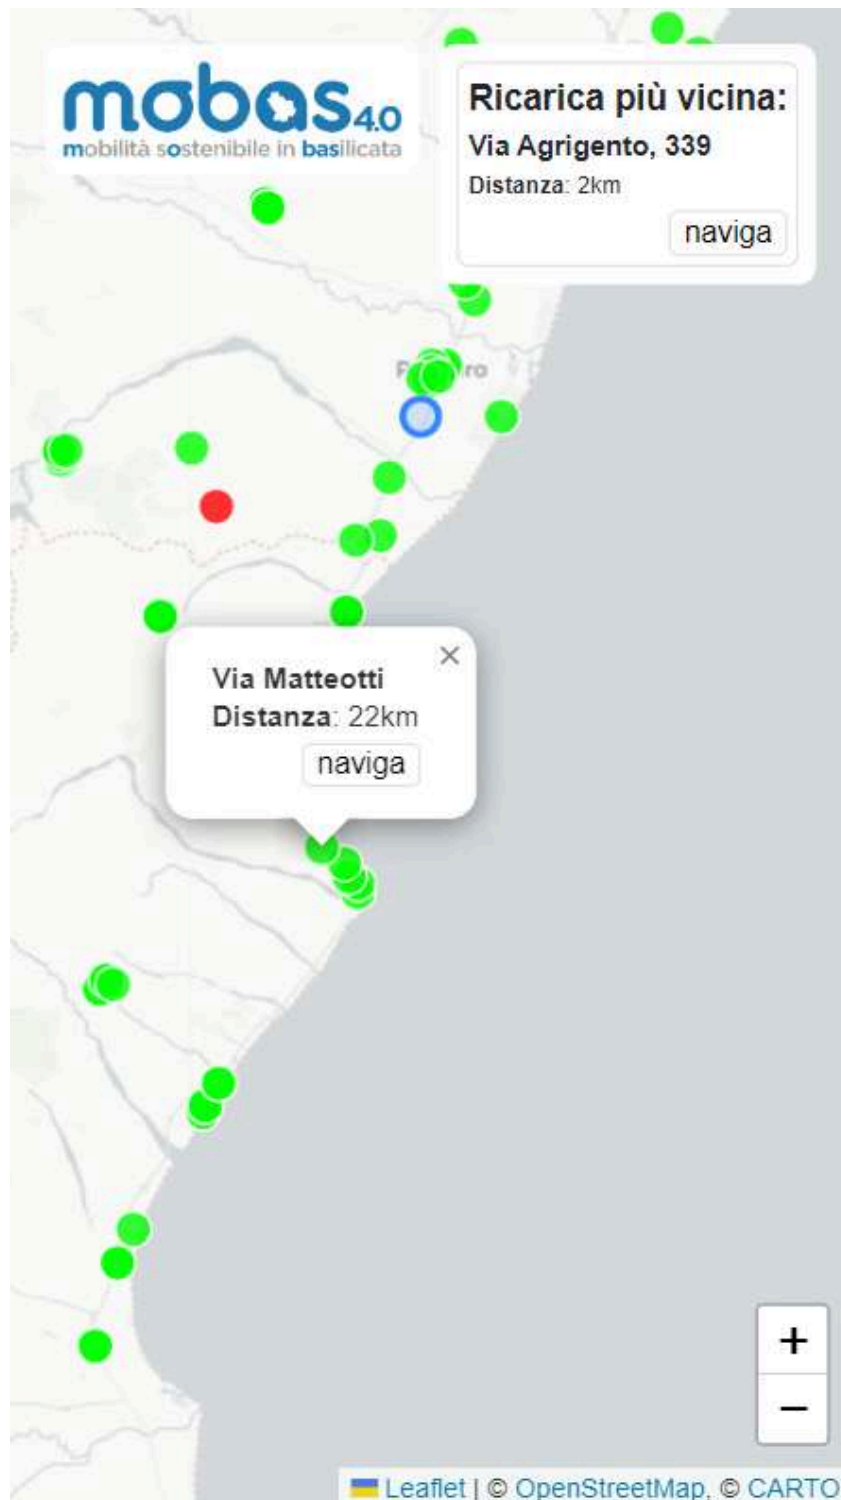 mobas4.0
mobilità sostenibile in basilicata
Ricarica più vicina:
Via Agrigento, 339
Distanza: 2km
naviga
Via Matteotti
×
Distanza: 22km
naviga
+
−
Leaflet | © OpenStreetMap, © CARTO